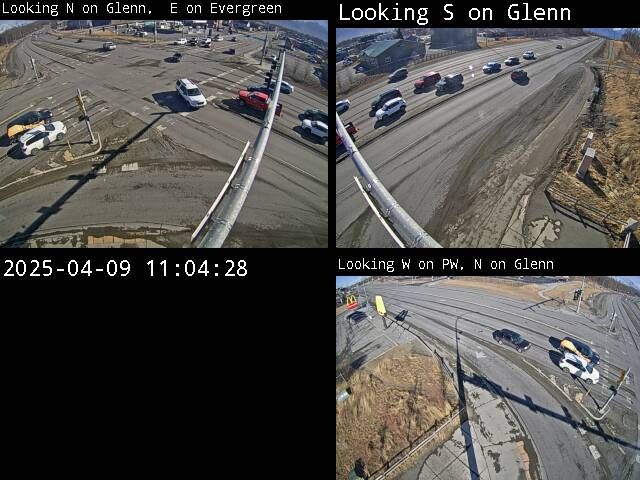 Looking N on Glenn,  E on Evergreen
Looking S on Glenn
2025-04-09 11:04:28
Looking W on PW, N on Glenn